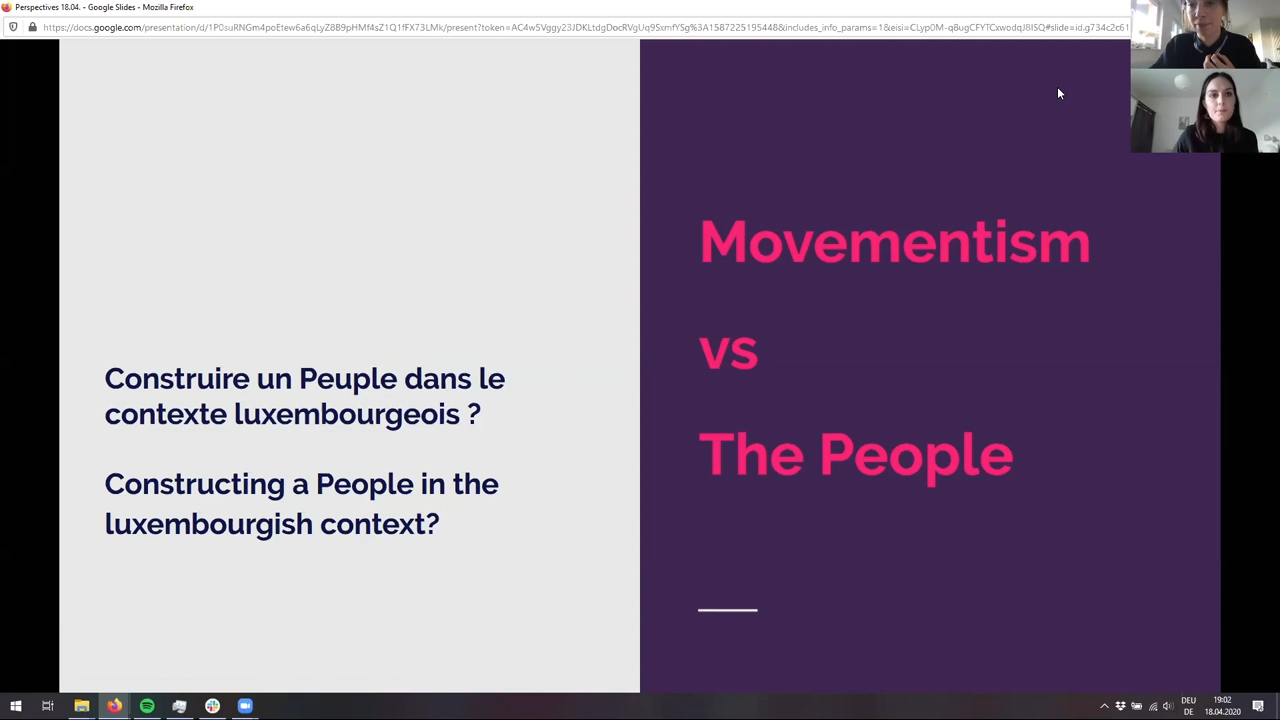 Perspectives 18.04. - Google Slides - Mozilla Firefox
Construire un Peuple dans le
contexte luxembourgeois ?
Constructing a People in the
luxembourgish context?
Movementism
vs
The People
DEU
DE
19:02
18.04.2020